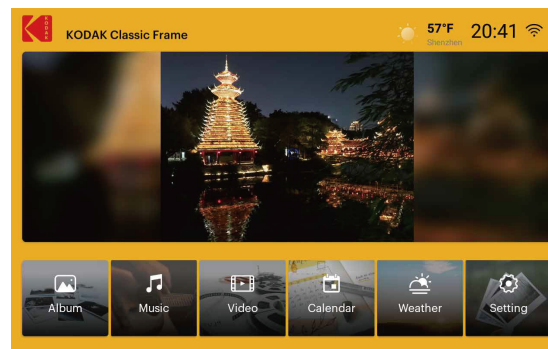 KODAK
KODAK Classic Frame
57°F
Shenzhen
20:41
Album
Music
Video
Calendar
Weather
Setting